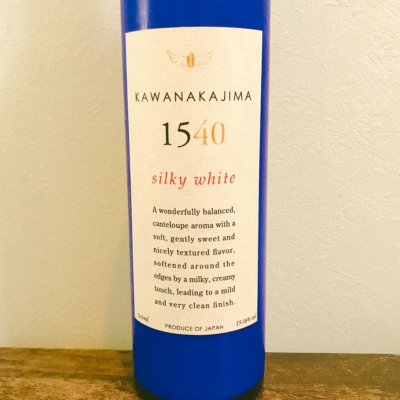 KAWANAKAJIMA
1540
silky white
A wonderfully balanced,
canteloupe aroma with a
soft, gently sweet and
nicely textured flavor,
softened around the
edges by a milky, creamy
touch, leading to a mild
and very clean finish.
PRODUCE OF JAPAN